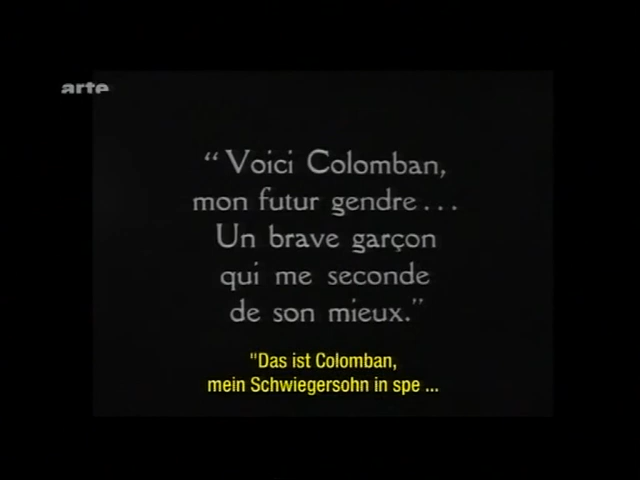 arte
“Voici Colomban,
mon futur gendre...
Un brave garçon
qui me seconde
de son mieux.”
"Das ist Colomban,
mein Schwiegersohn in spe ...